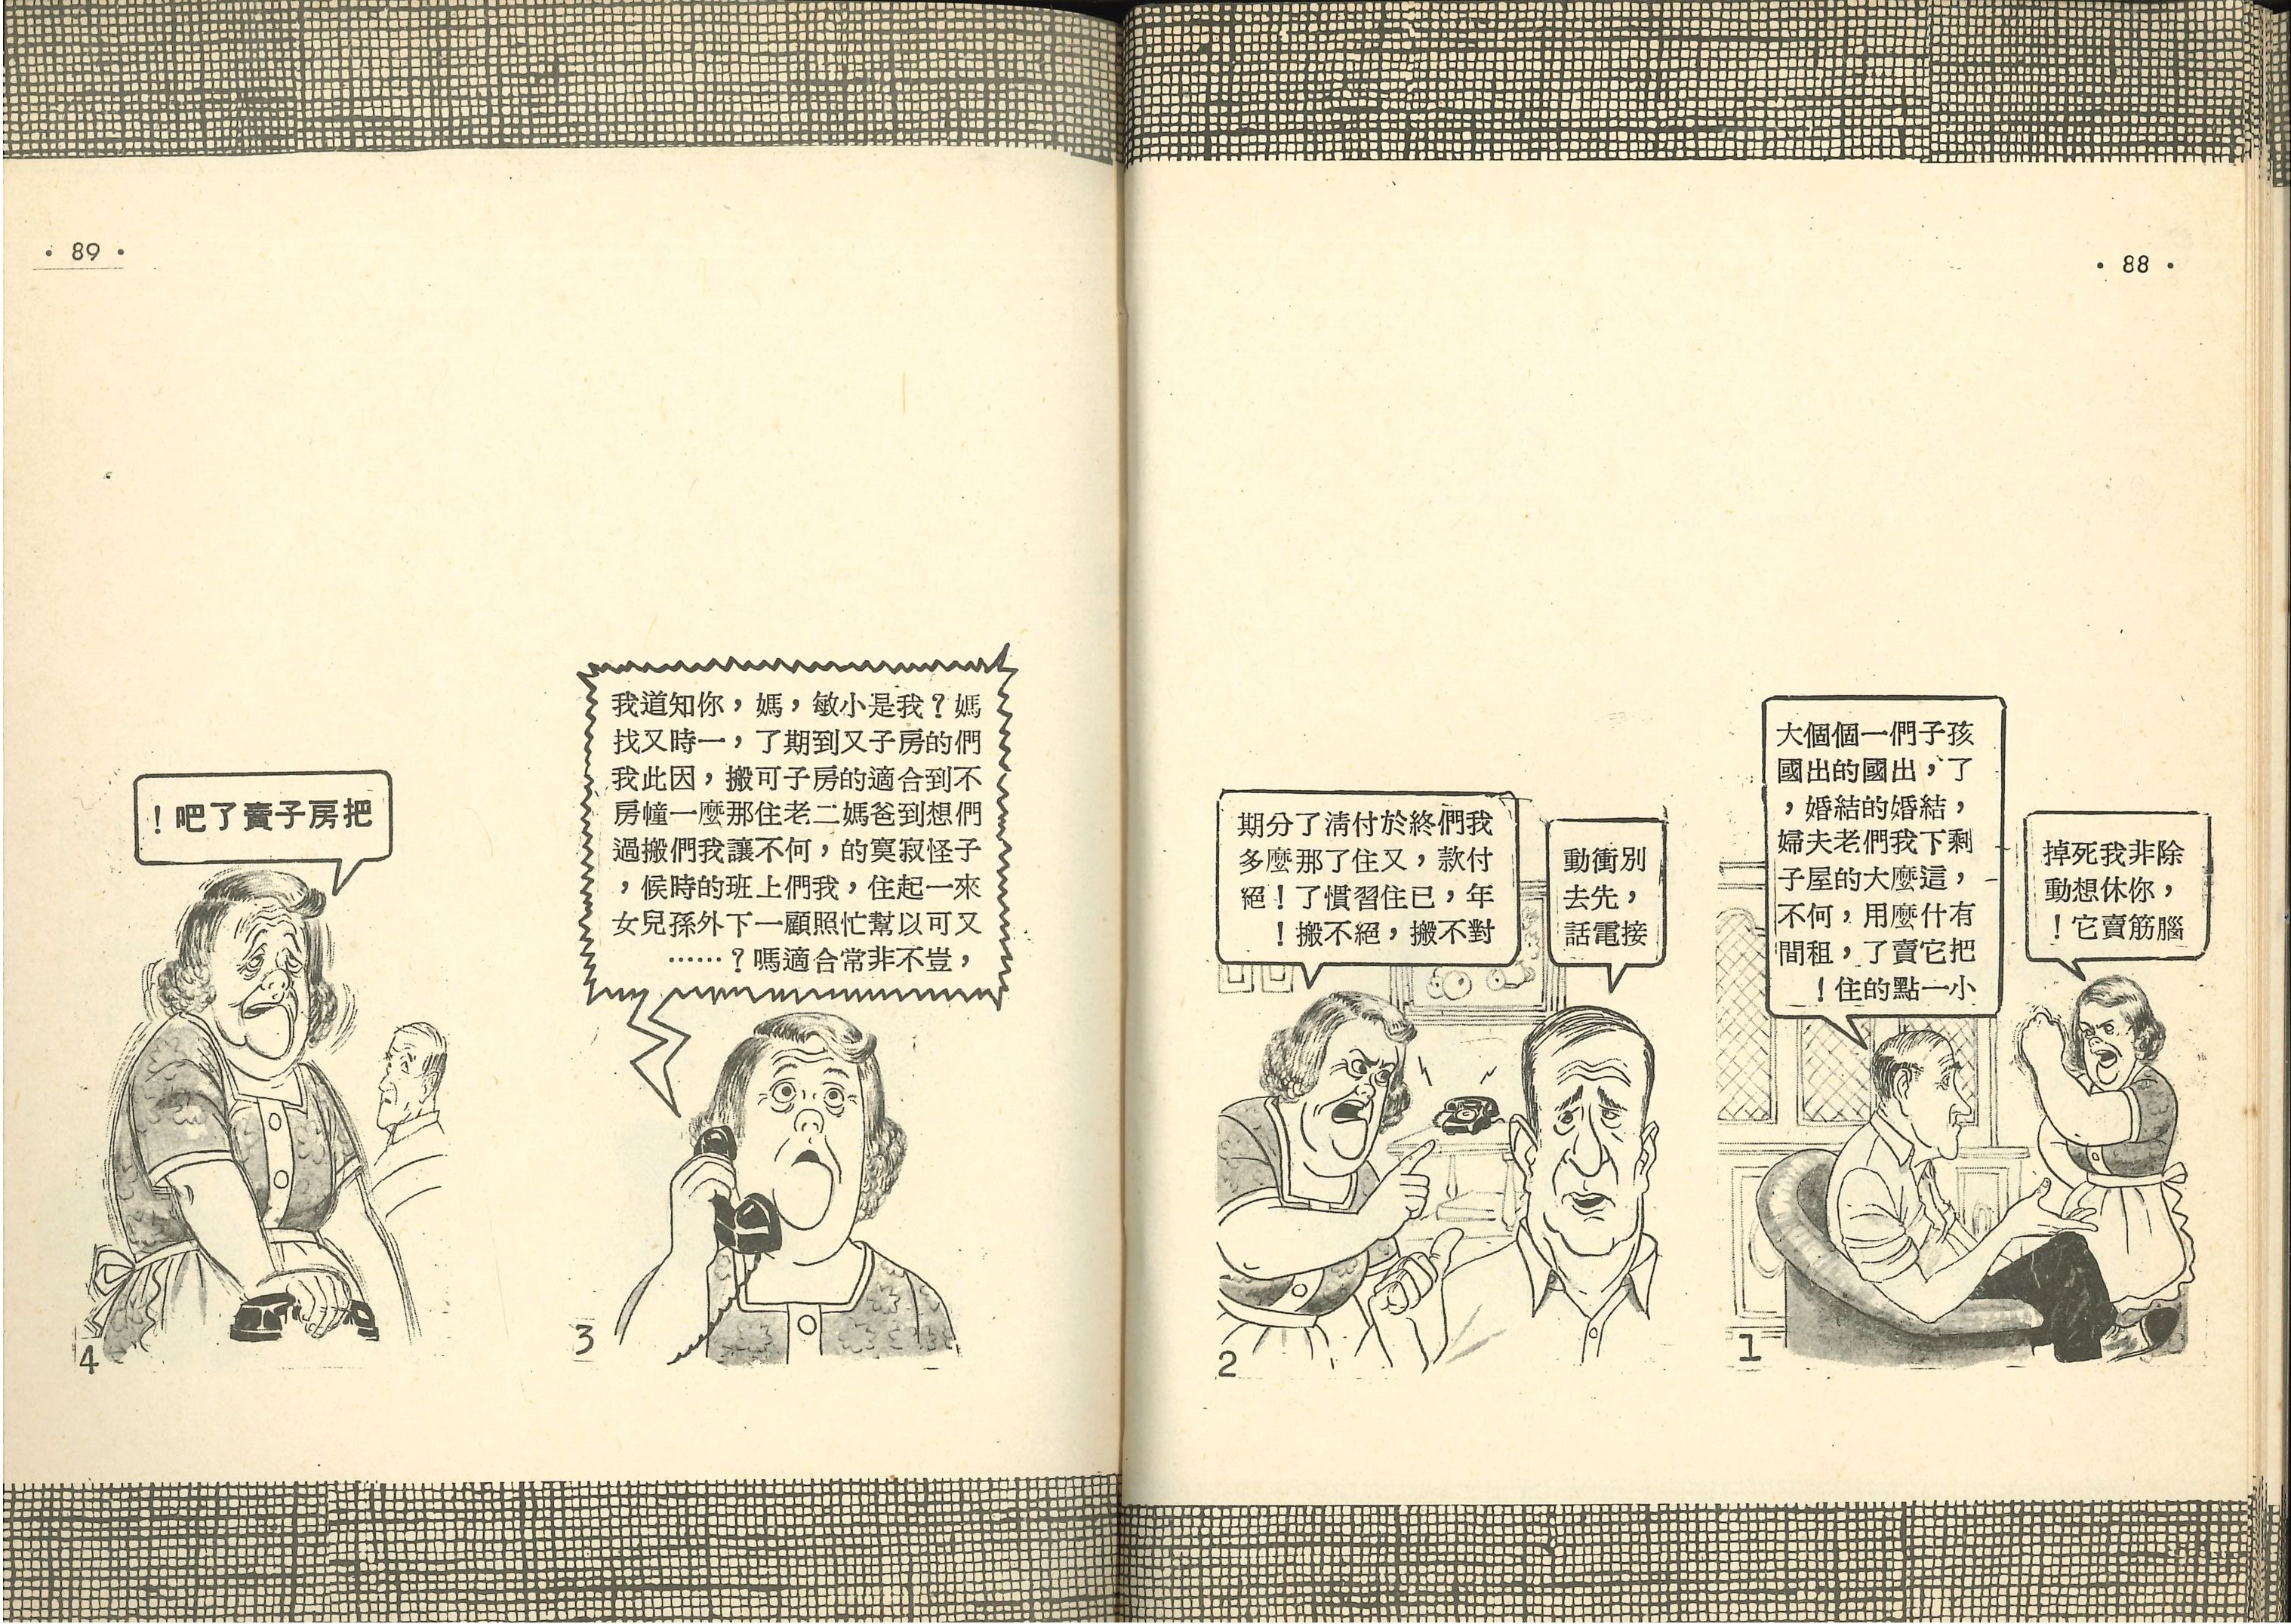 · 88 ·
孩子們一個個大
了，出國的出國
，結婚的結婚，
剩下我們老夫婦
，這麼大的屋子
有什麼用，何不
把它賣了，租間
小一點的住！
除非我死掉
，你休想動
腦筋賣它！
1
我們終於付清了分期
付款，又住了那麼多
年，已住習慣了！絕
對不搬，絕不搬！
別衝動
，先去
接電話
2
· 89 ·
媽？我是小敏，媽，你知道我
們的房子又到期了，一時又找
不到合適的房子可搬，因此我
們想到爸媽二老住那麼一幢房
子怪寂寞的，何不讓我們搬過
來一起住，我們上班的時候，
又可以幫忙照顧一下外孫兒女
，豈不非常合適嗎？……
3
把房子賣了吧！
4